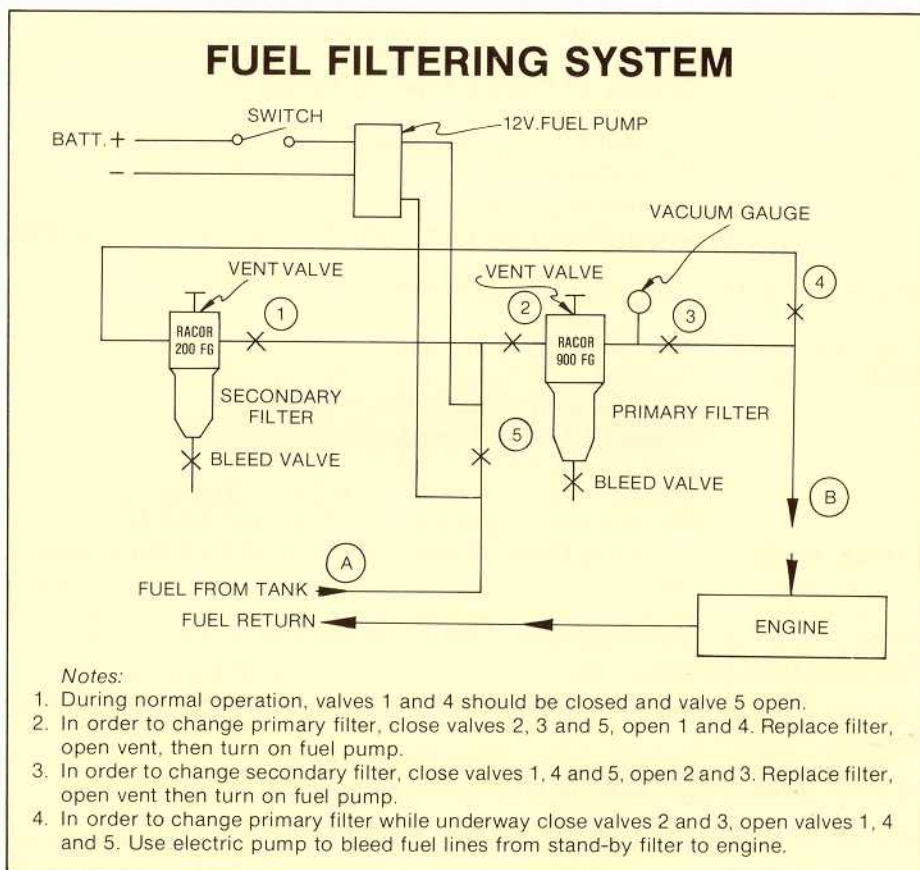 FUEL FILTERING SYSTEM
SWITCH
12V.FUEL PUMP
BATT. +
−
VACUUM GAUGE
VENT VALVE
VENT VALVE
4
1
2
3
RACOR
200 FG
RACOR
900 FG
SECONDARY
FILTER
PRIMARY FILTER
5
BLEED VALVE
BLEED VALVE
B
A
FUEL FROM TANK
FUEL RETURN
ENGINE
Notes:
1. During normal operation, valves 1 and 4 should be closed and valve 5 open.
2. In order to change primary filter, close valves 2, 3 and 5, open 1 and 4. Replace filter,
open vent, then turn on fuel pump.
3. In order to change secondary filter, close valves 1, 4 and 5, open 2 and 3. Replace filter,
open vent then turn on fuel pump.
4. In order to change primary filter while underway close valves 2 and 3, open valves 1, 4
and 5. Use electric pump to bleed fuel lines from stand-by filter to engine.